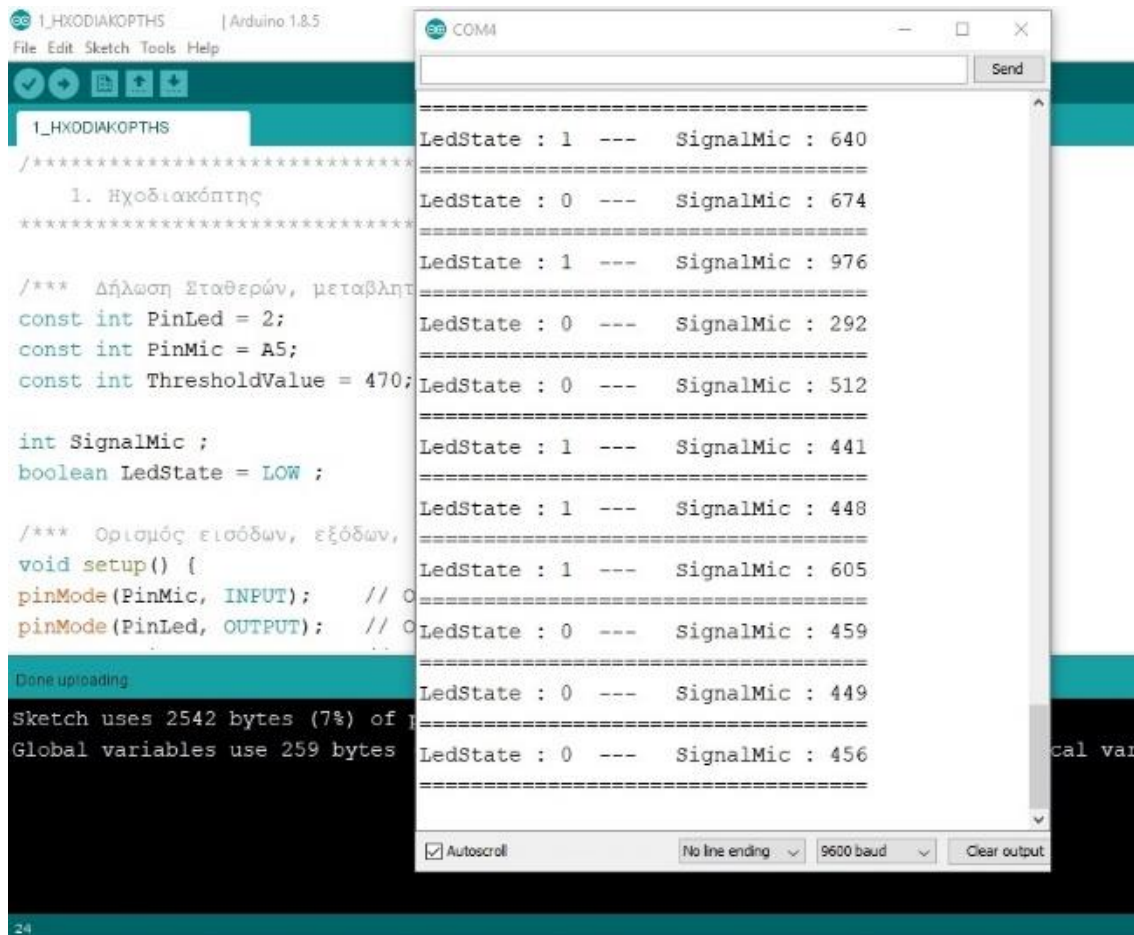 1_HXODIAKOPTHS | Arduino 1.8.5
File Edit Sketch Tools Help
1_HXODIAKOPTHS
/*******************************
1. Ηχοδιακόπτης
*******************************
/*** Δήλωση Σταθερών, μεταβλητ
const int PinLed = 2;
const int PinMic = A5;
const int ThresholdValue = 470;
int SignalMic ;
boolean LedState = LOW ;
/*** Ορισμός εισόδων, εξόδων,
void setup() {
pinMode(PinMic, INPUT); // Ο
pinMode(PinLed, OUTPUT); // Ο
Done uploading.
Sketch uses 2542 bytes (7%) of p
Global variables use 259 bytes
cal var
24
COM4
Send
===================================
LedState : 1 --- SignalMic : 640
===================================
LedState : 0 --- SignalMic : 674
===================================
LedState : 1 --- SignalMic : 976
===================================
LedState : 0 --- SignalMic : 292
===================================
LedState : 0 --- SignalMic : 512
===================================
LedState : 1 --- SignalMic : 441
===================================
LedState : 1 --- SignalMic : 448
===================================
LedState : 1 --- SignalMic : 605
===================================
LedState : 0 --- SignalMic : 459
===================================
LedState : 0 --- SignalMic : 449
===================================
LedState : 0 --- SignalMic : 456
===================================
Autoscroll
No line ending
9600 baud
Clear output